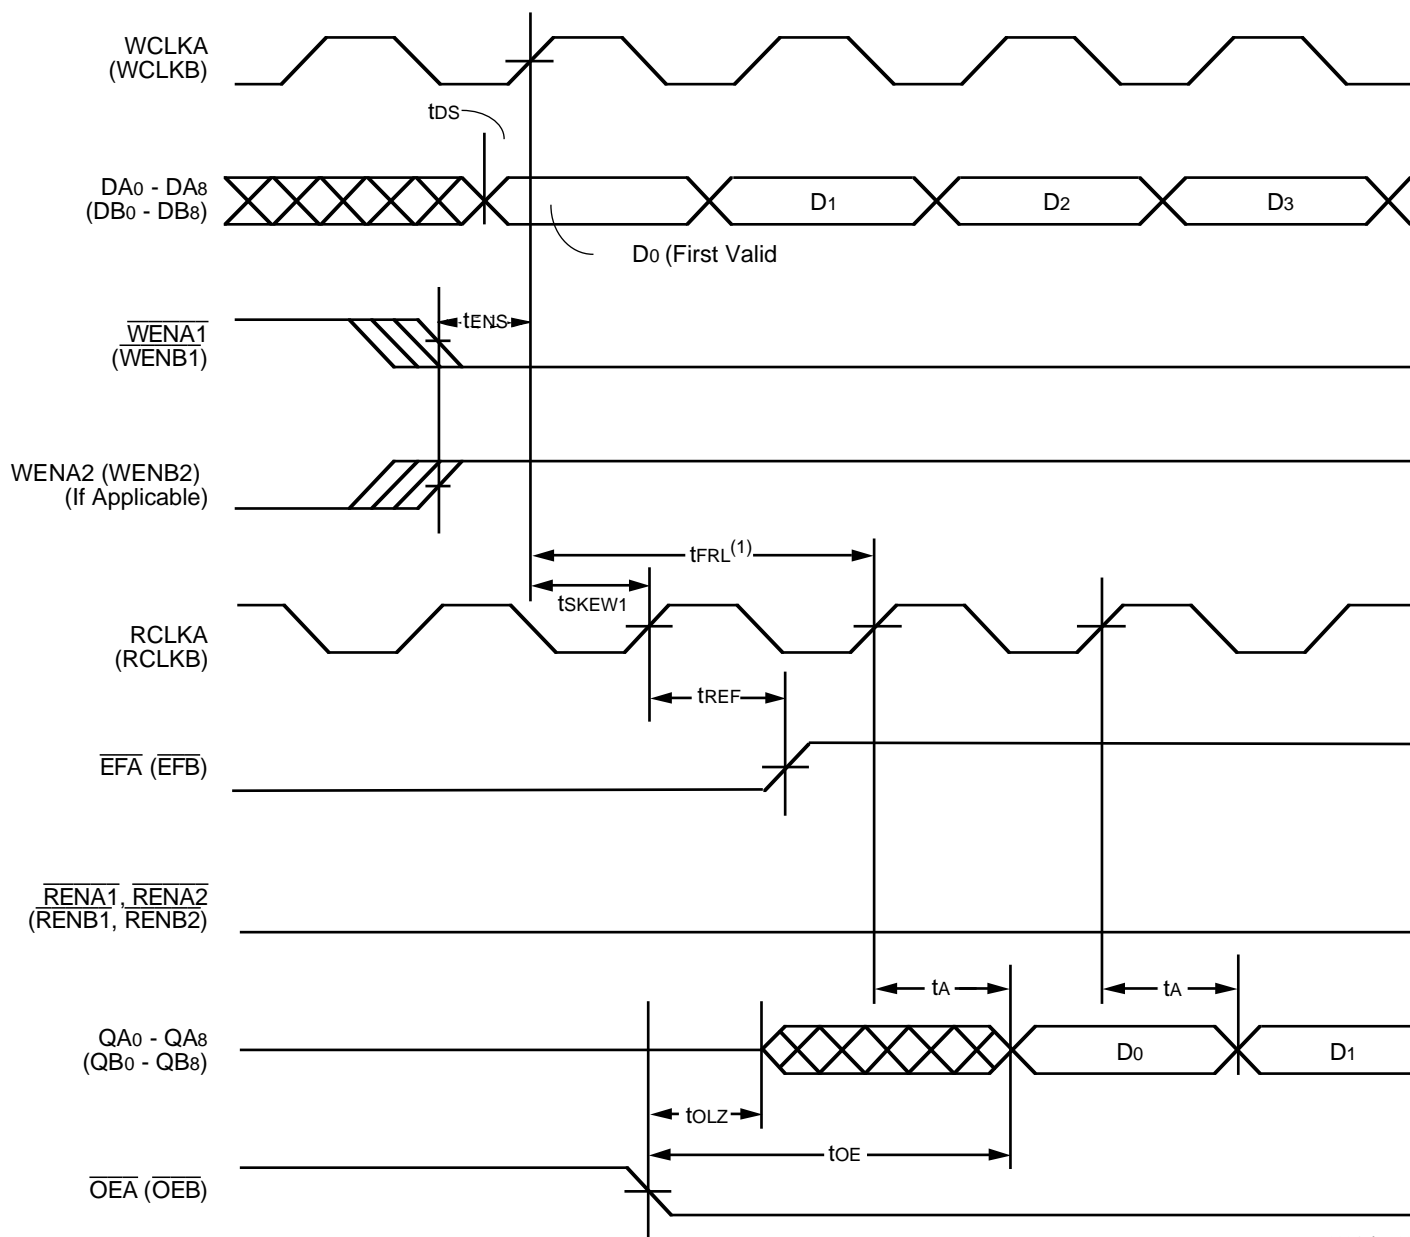 WCLKA
(WCLKB)
tDS
DA0 - DA8
(DB0 - DB8)
D1
D2
D3
D0 (First Valid
WENA1
(WENB1)
tENS
WENA2 (WENB2)
(If Applicable)
tFRL(1)
tSKEW1
RCLKA
(RCLKB)
tREF
EFA (EFB)
RENA1, RENA2
(RENB1, RENB2)
tA
tA
QA0 - QA8
(QB0 - QB8)
D0
D1
tOLZ
tOE
OEA (OEB)